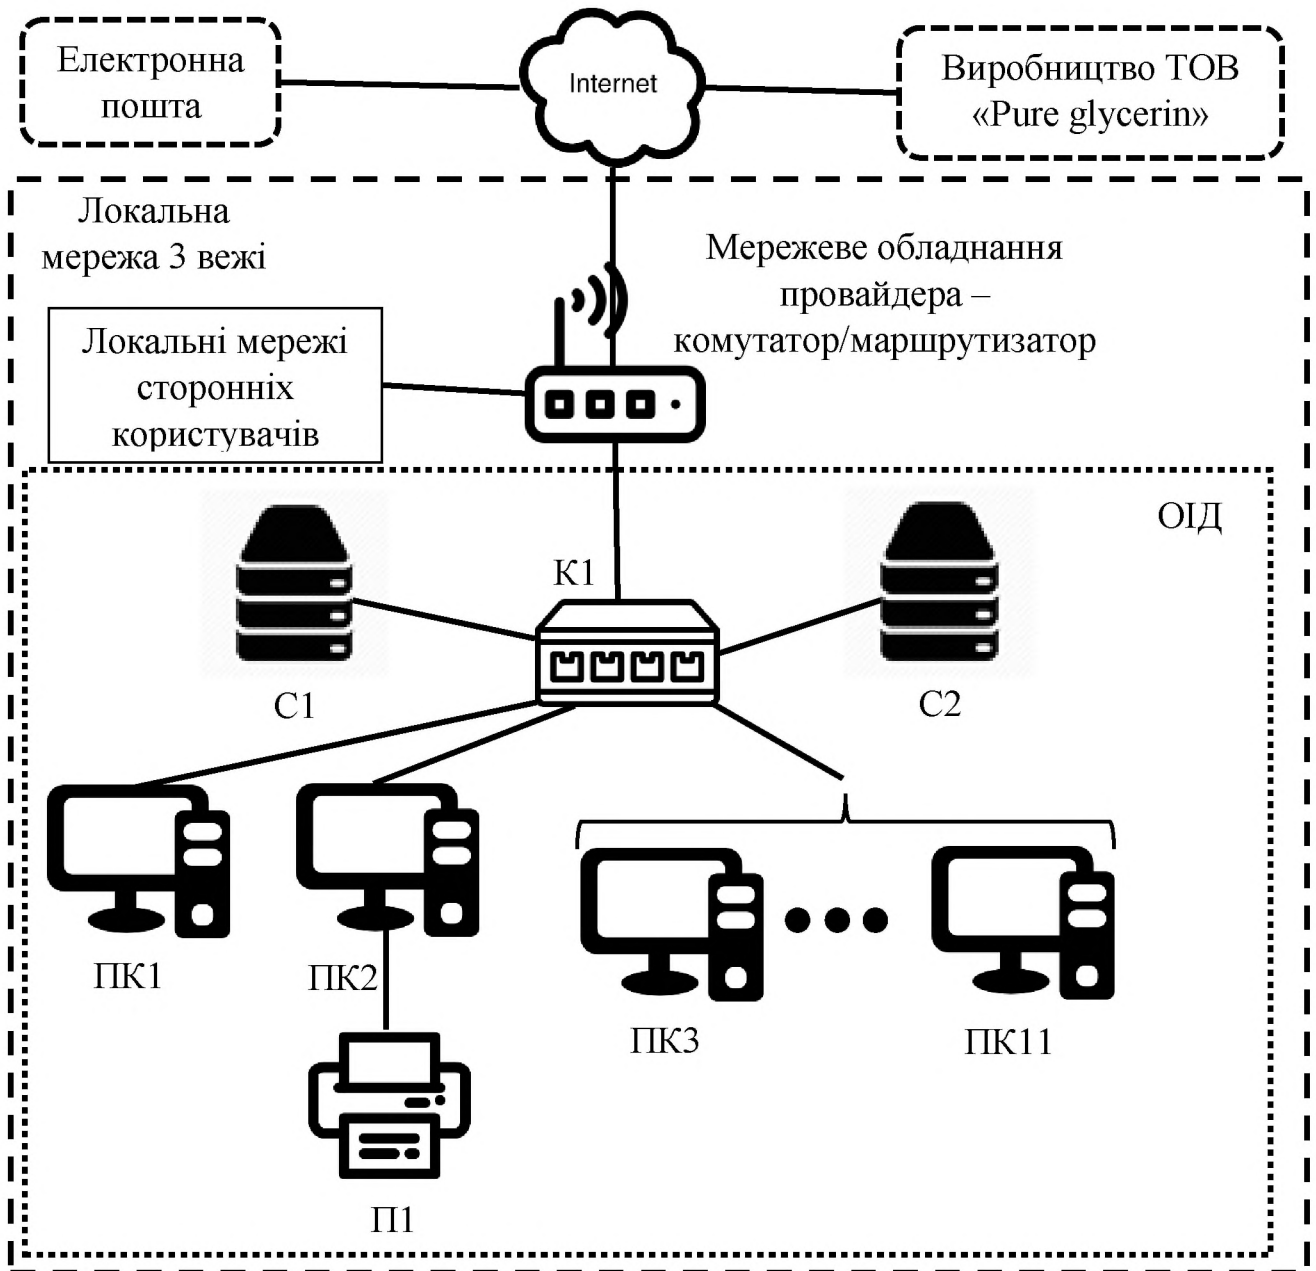 Електронна
пошта
Internet
Виробництво ТОВ
«Pure glycerin»
Локальна
мережа 3 вежі
Мережеве обладнання
провайдера –
комутатор/маршрутизатор
Локальні мережі
сторонніх
користувачів
ОІД
К1
С1
С2
ПК1
ПК2
ПК3
ПК11
П1